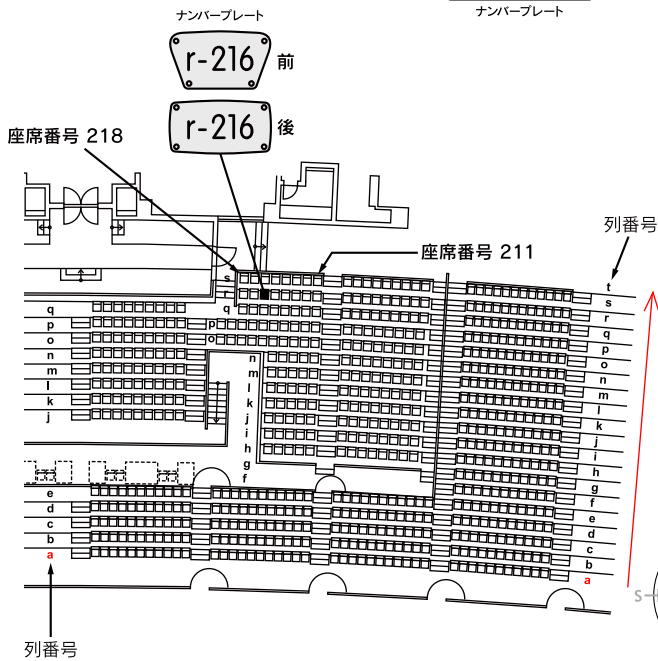 ナンバープレート
ナンバープレート
r-216 前
r-216 後
座席番号 218
座席番号 211
列番号
s
r
q
p
o
n
m
l
k
j
i
h
g
f
q
p
o
n
m
l
k
j
e
d
c
b
a
t
s
r
q
p
o
n
m
l
k
j
i
h
g
f
e
d
c
b
a
S
列番号